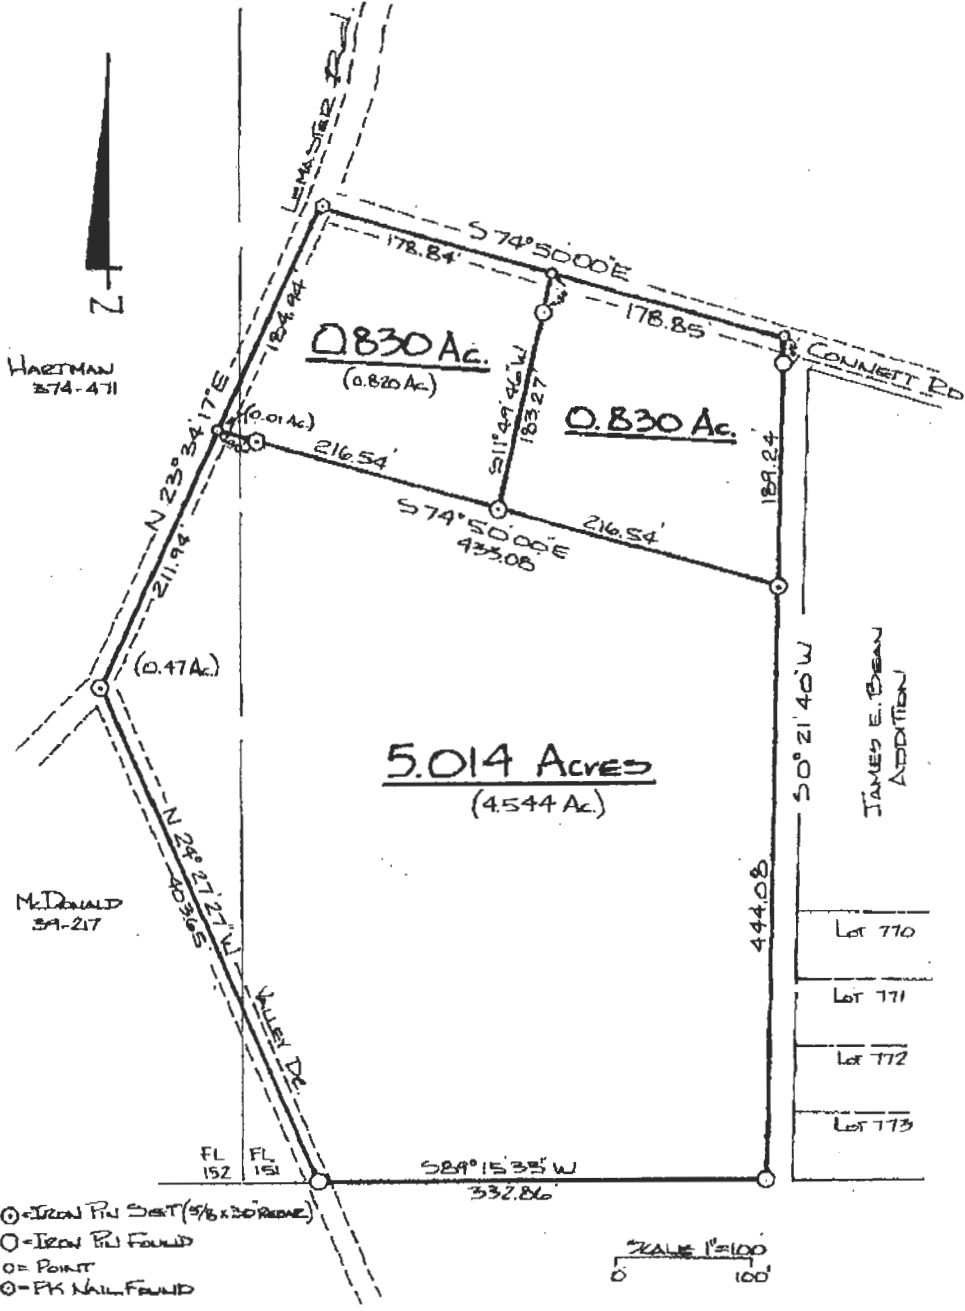 LEMASTER Rd.
S 74°50'00"E
178.84'
178.85'
CONNETT RD
N
184.94'
0.830 Ac.
(0.820 Ac.)
S11°49'46"W
183.27'
0.830 Ac.
189.24
HARTMAN
374-471
N 23°34'17"E
(0.01 Ac.)
216.54'
S 74°50'00"E
433.08
216.54'
211.94'
(0.47 Ac.)
5.014 Acres
(4.544 Ac.)
S0°21'40"W
JAMES E. BEAN
ADDITION
N 24°27'27"W
403.65
McDONALD
39-217
444.08
LOT 770
LOT 771
LOT 772
LOT 773
VALLEY DR.
FL
152
FL
151
S89°15'33"W
332.86'
⊙=IRON PIN SET (5/8 x 30" REBAR)
O=IRON PIN FOUND
o= POINT
⊙=PK NAIL FOUND
SCALE 1"=100'
0 100'